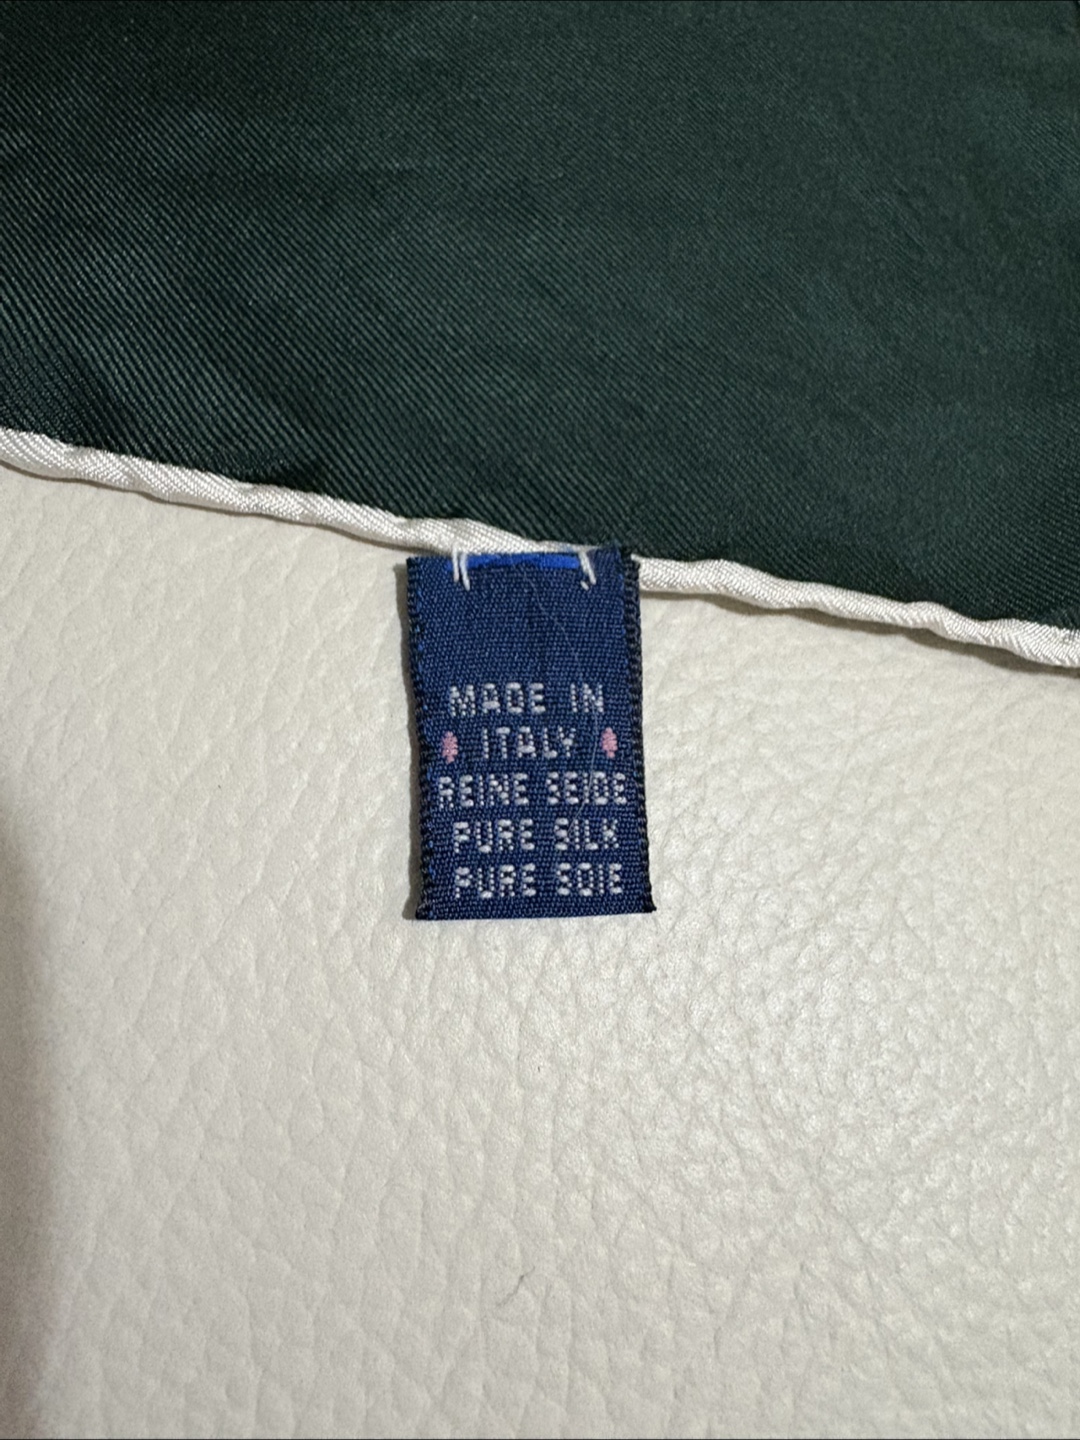 MADE IN
ITALY
REINE SEIDE
PURE SILK
PURE SOIE